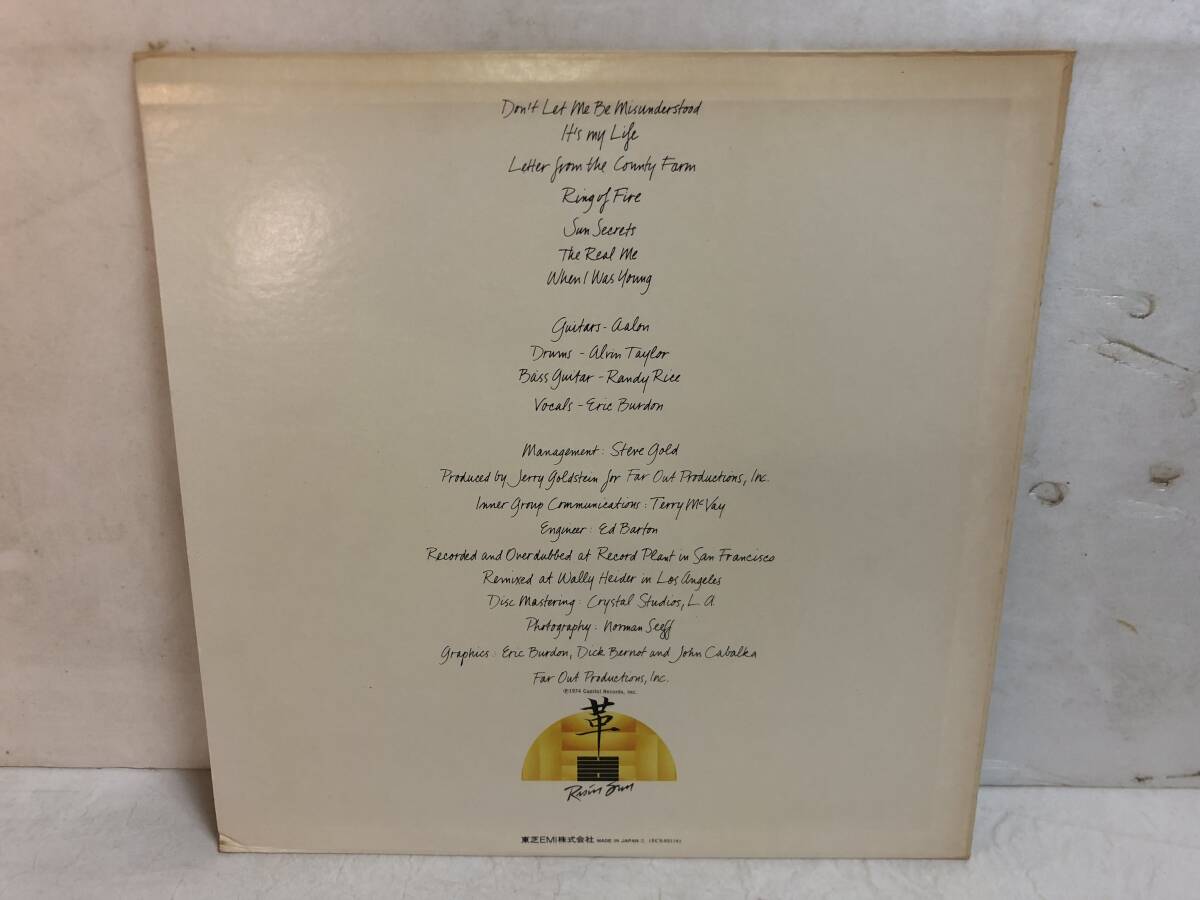 Don't Let Me Be Misunderstood
It's my Life
Letter from the County Farm
Ring of Fire
Sun Secrets
The Real Me
When I Was Young
Guitars - Aalon
Drums - Alvin Taylor
Bass Guitar - Randy Rice
Vocals - Eric Burdon
Management: Steve Gold
Produced by Jerry Goldstein for Far Out Productions, Inc.
Inner Group Communications: Terry McVay
Engineer: Ed Barton
Recorded and Overdubbed at Record Plant in San Francisco
Remixed at Wally Heider in Los Angeles
Disc Mastering: Crystal Studios, L.A.
Photography: Norman Seeff
Graphics: Eric Burdon, Dick Bernot and John Cabalka
Far Out Productions, Inc.
℗1974 Capitol Records, Inc.
革
Risin Sun
東芝EMI株式会社 MADE IN JAPAN